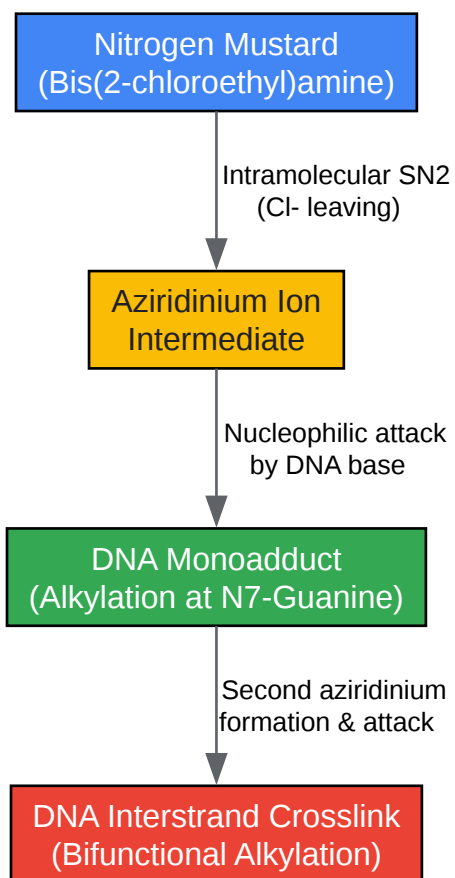 Nitrogen Mustard
(Bis(2-chloroethyl)amine)
Intramolecular SN2
(Cl- leaving)
Aziridinium Ion
Intermediate
Nucleophilic attack
by DNA base
DNA Monoadduct
(Alkylation at N7-Guanine)
Second aziridinium
formation & attack
DNA Interstrand Crosslink
(Bifunctional Alkylation)